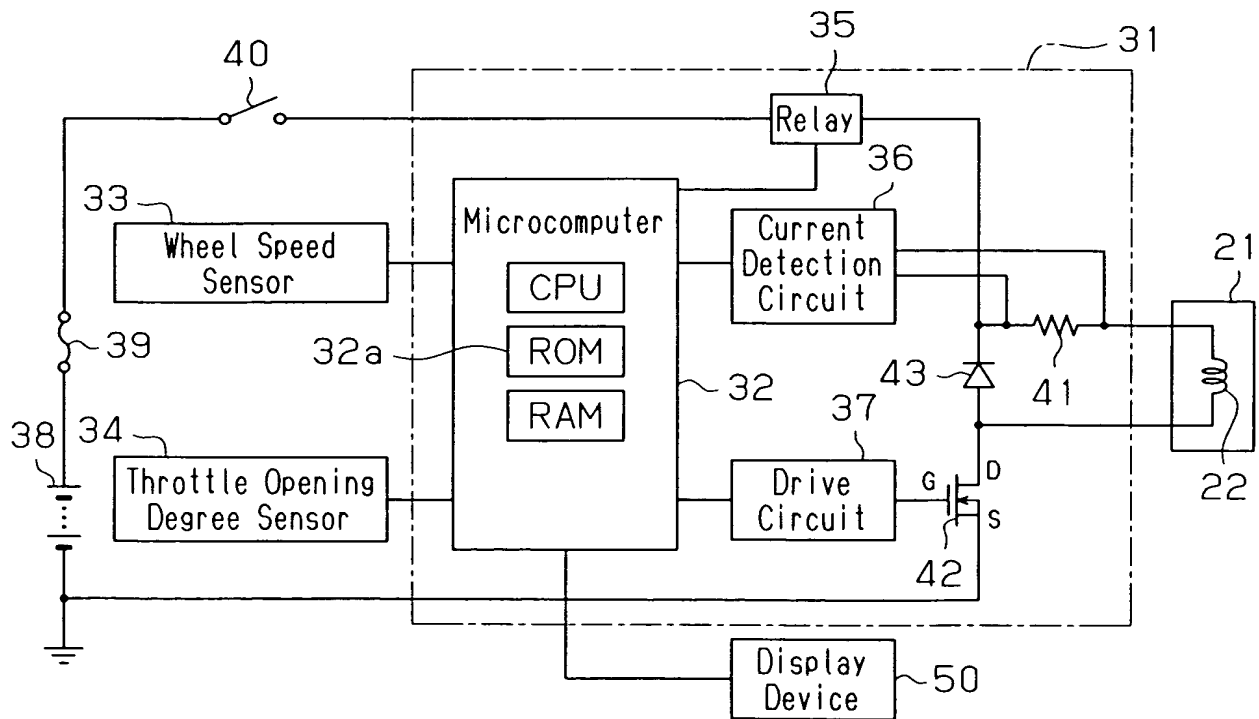 40
35
31
Relay
36
33
Microcomputer
Current
Detection
Circuit
Wheel Speed
Sensor
21
CPU
39
32a
ROM
43
41
32
RAM
38
34
37
22
Throttle Opening
Degree Sensor
Drive
Circuit
G
D
S
42
Display
Device
50